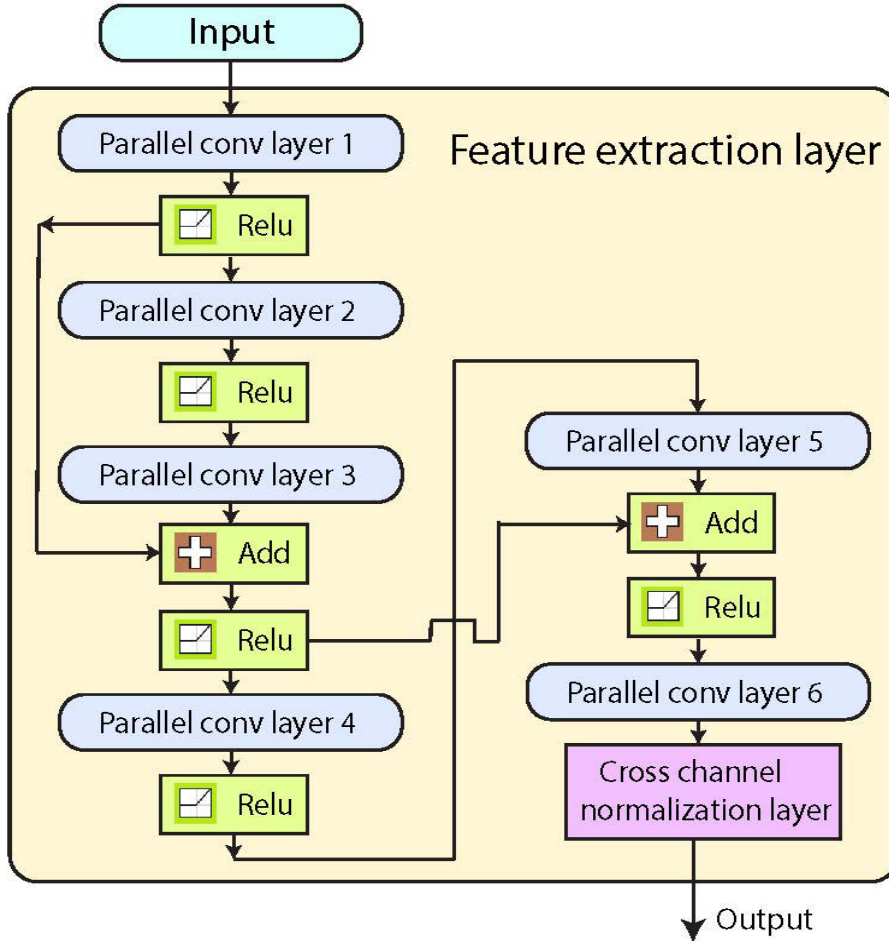 Input
Feature extraction layer
Parallel conv layer 1
Relu
Parallel conv layer 2
Relu
Parallel conv layer 3
Add
Relu
Parallel conv layer 4
Relu
Parallel conv layer 5
Add
Relu
Parallel conv layer 6
Cross channel
normalization layer
Output